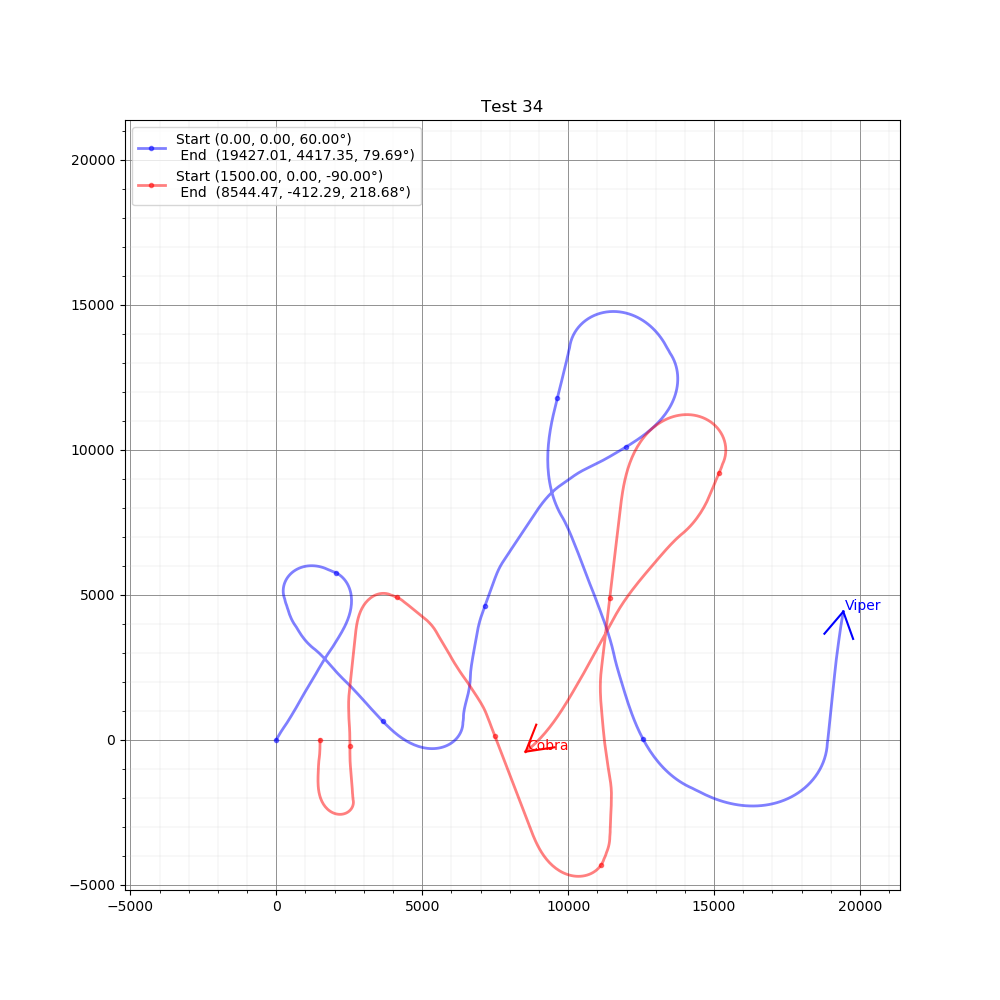 Test 34
Start (0.00, 0.00, 60.00°)
End  (19427.01, 4417.35, 79.69°)
Start (1500.00, 0.00, -90.00°)
End  (8544.47, -412.29, 218.68°)
20000
15000
10000
5000
0
−5000
Viper
Cobra
−5000 0 5000 10000 15000 20000